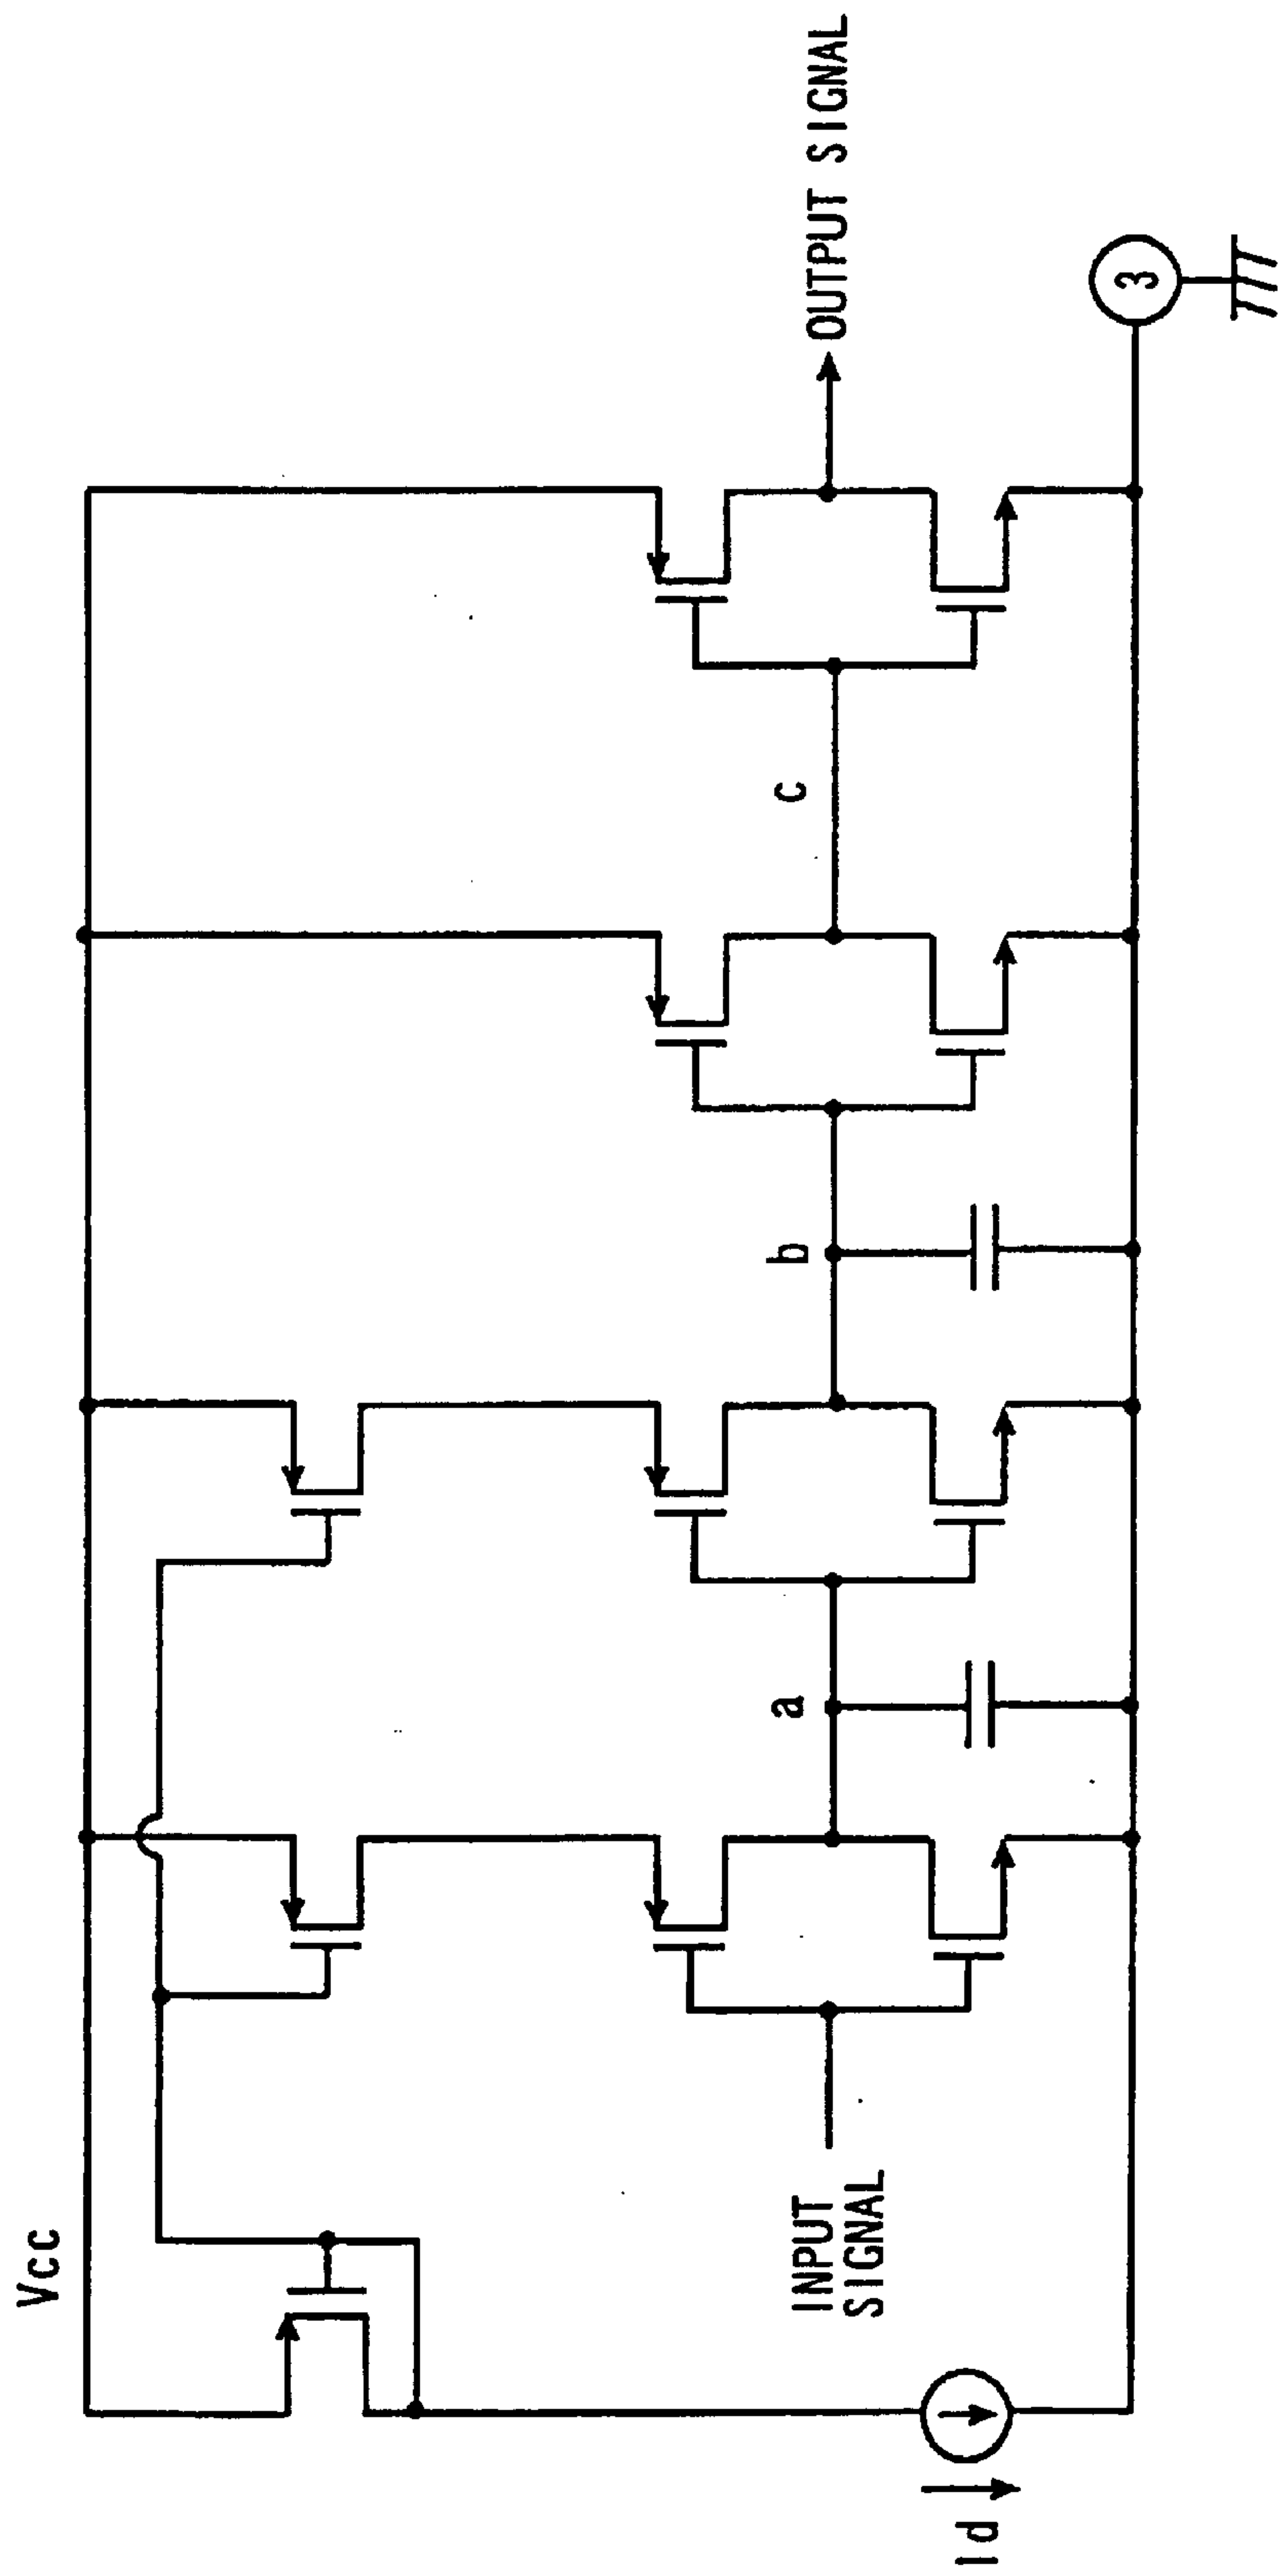 Vcc
Id
INPUT
SIGNAL
a
b
c
OUTPUT SIGNAL
3